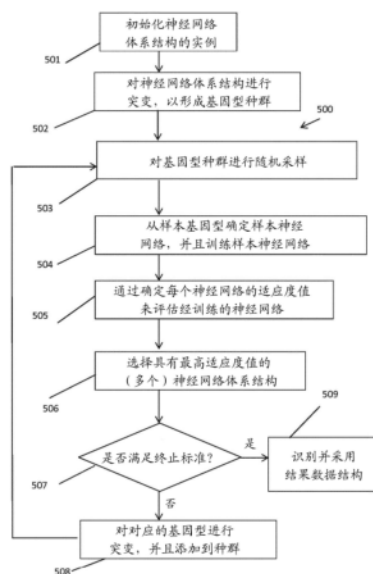 初始化神经网络
体系结构的实例
501
对神经网络体系结构进行
突变，以形成基因型种群
502
500
对基因型种群进行随机采样
503
从样本基因型确定样本神经
网络，并且训练样本神经网络
504
通过确定每个神经网络的适应度值
来评估经训练的神经网络
505
选择具有最高适应度值的
（多个）神经网络体系结构
506
509
是否满足终止标准？
是
识别并采用
结果数据结构
507
否
对对应的基因型进行
突变，并且添加到种群
508